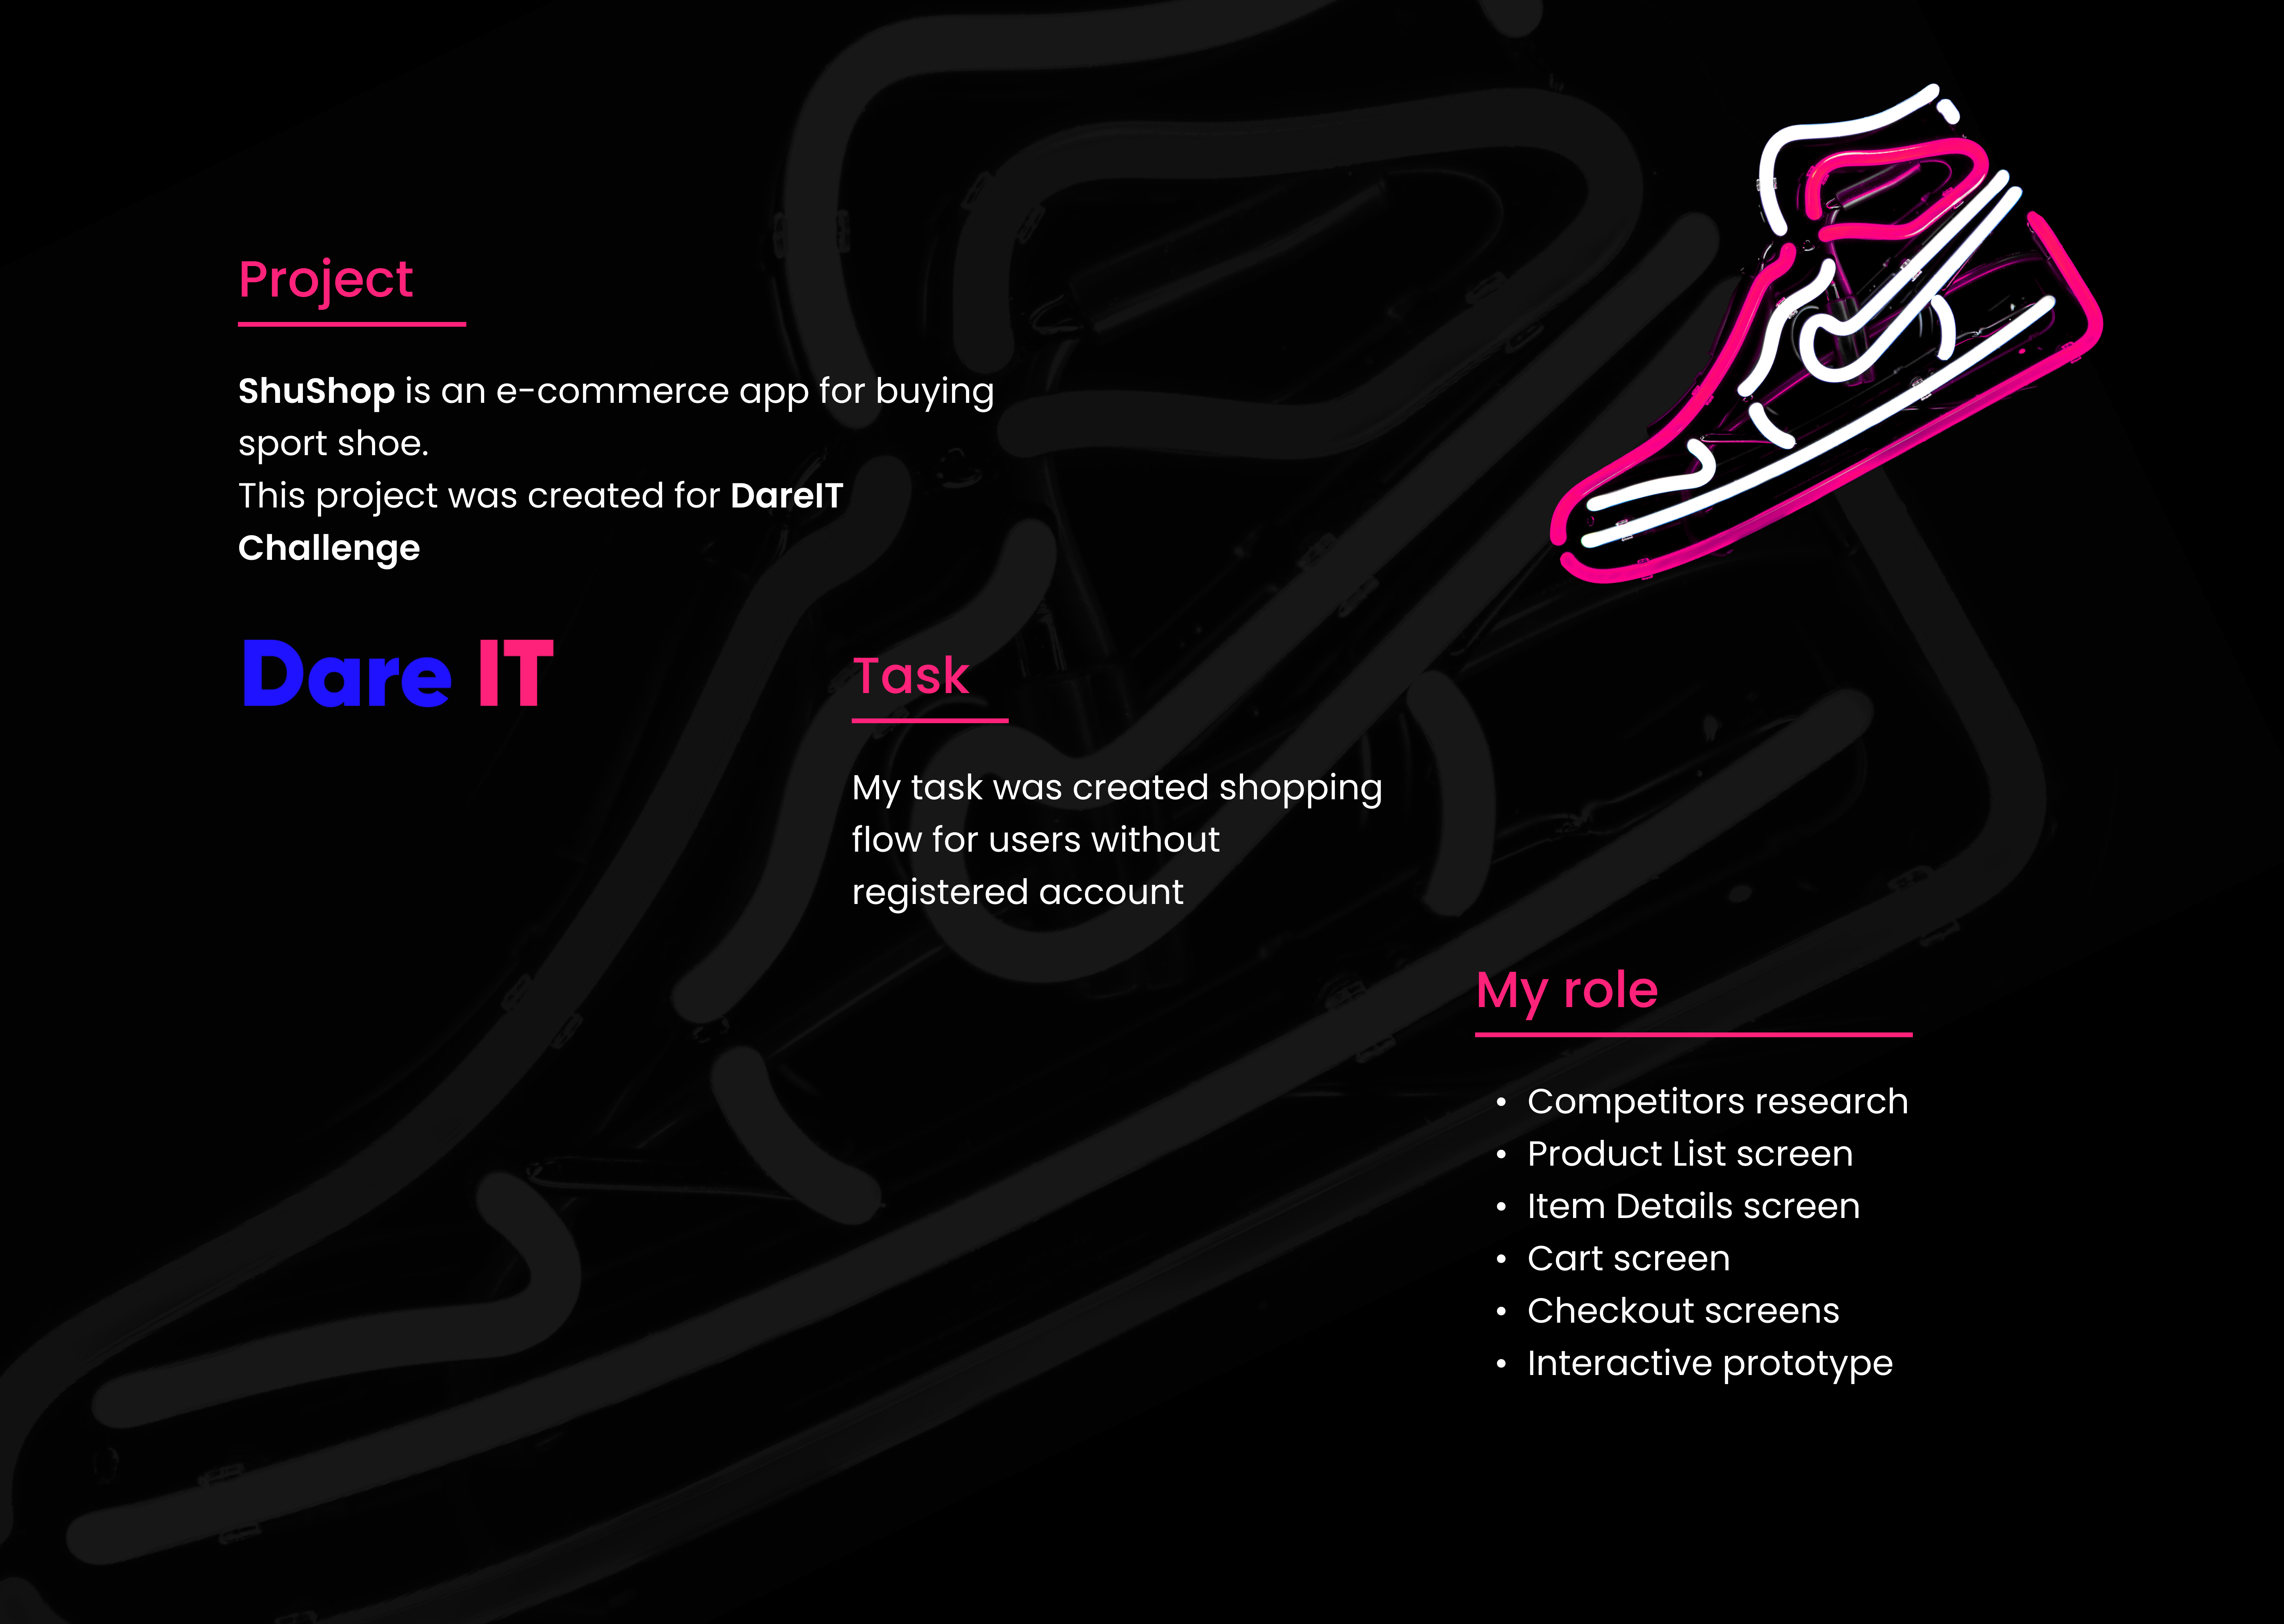 Project
ShuShop is an e-commerce app for buying
sport shoe.
This project was created for DareIT
Challenge
Dare IT
Task
My task was created shopping
flow for users without
registered account
My role
• Competitors research
• Product List screen
• Item Details screen
• Cart screen
• Checkout screens
• Interactive prototype